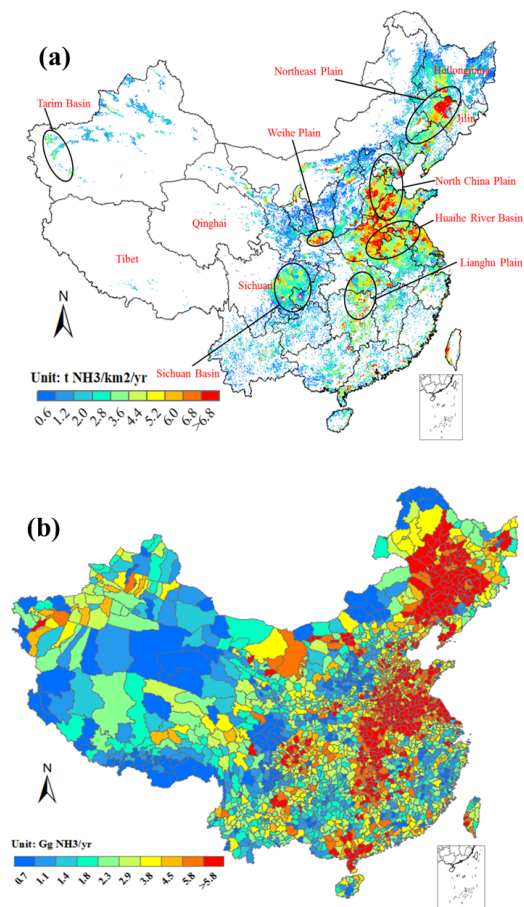 (a)
Northeast Plain
Heilongjiang
Tarim Basin
Jilin
Weihe Plain
North China Plain
Qinghai
Huaihe River Basin
Tibet
Lianghu Plain
Sichuan
N
Sichuan Basin
Unit: t NH3/km2/yr
0.6 1.2 2.0 2.8 3.6 4.4 5.2 6.0 6.8 >6.8
(b)
N
Unit: Gg NH3/yr
0.7 1.1 1.4 1.8 2.3 2.9 3.8 4.5 5.8 >5.8